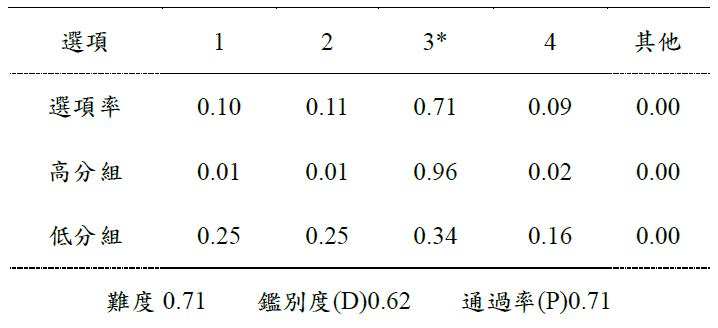 選項 1 2 3* 4 其他
選項率 0.10 0.11 0.71 0.09 0.00
高分組 0.01 0.01 0.96 0.02 0.00
低分組 0.25 0.25 0.34 0.16 0.00
難度 0.71 鑑別度(D)0.62 通過率(P)0.71